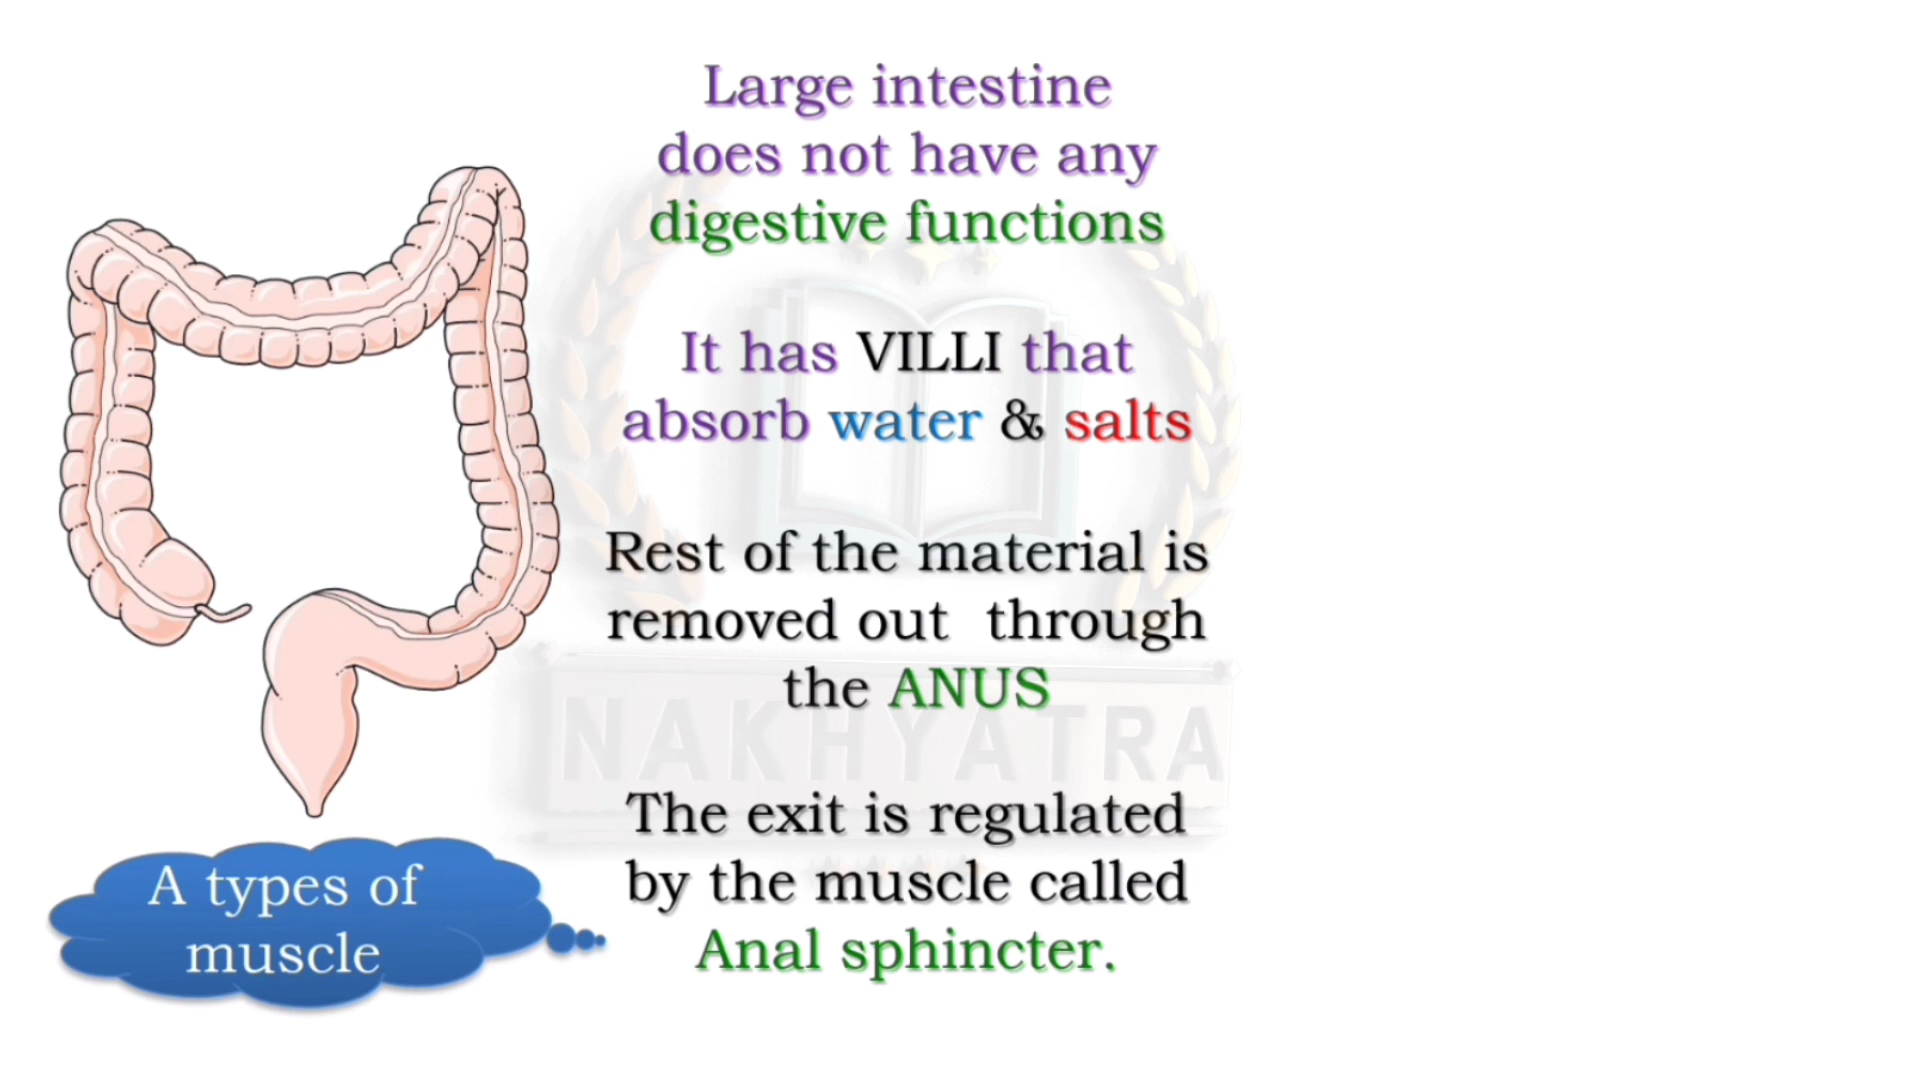 Large intestine
does not have any
digestive functions
It has VILLI that
absorb water & salts
Rest of the material is
removed out through
the ANUS
NAKHYATRA
The exit is regulated
by the muscle called
Anal sphincter.
A types of
muscle